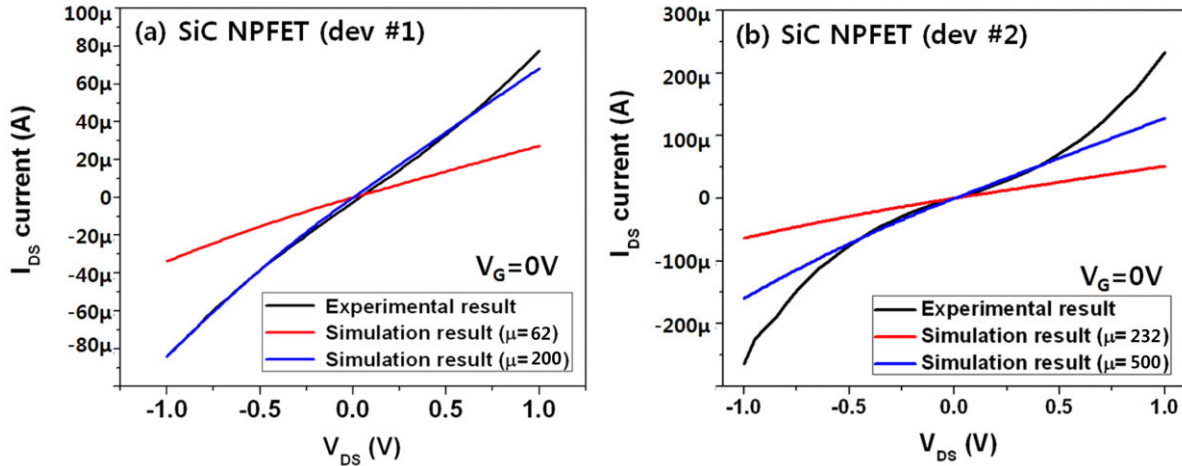 (a) SiC NPFET (dev #1)
100µ
80µ
60µ
40µ
20µ
0
-20µ
-40µ
-60µ
-80µ
I_DS current (A)
V_G=0V
Experimental result
Simulation result (µ=62)
Simulation result (µ=200)
-1.0
-0.5
0.0
0.5
1.0
V_DS (V)
(b) SiC NPFET (dev #2)
300µ
200µ
100µ
0
-100µ
-200µ
I_DS current (A)
V_G=0V
Experimental result
Simulation result (µ=232)
Simulation result (µ=500)
-1.0
-0.5
0.0
0.5
1.0
V_DS (V)